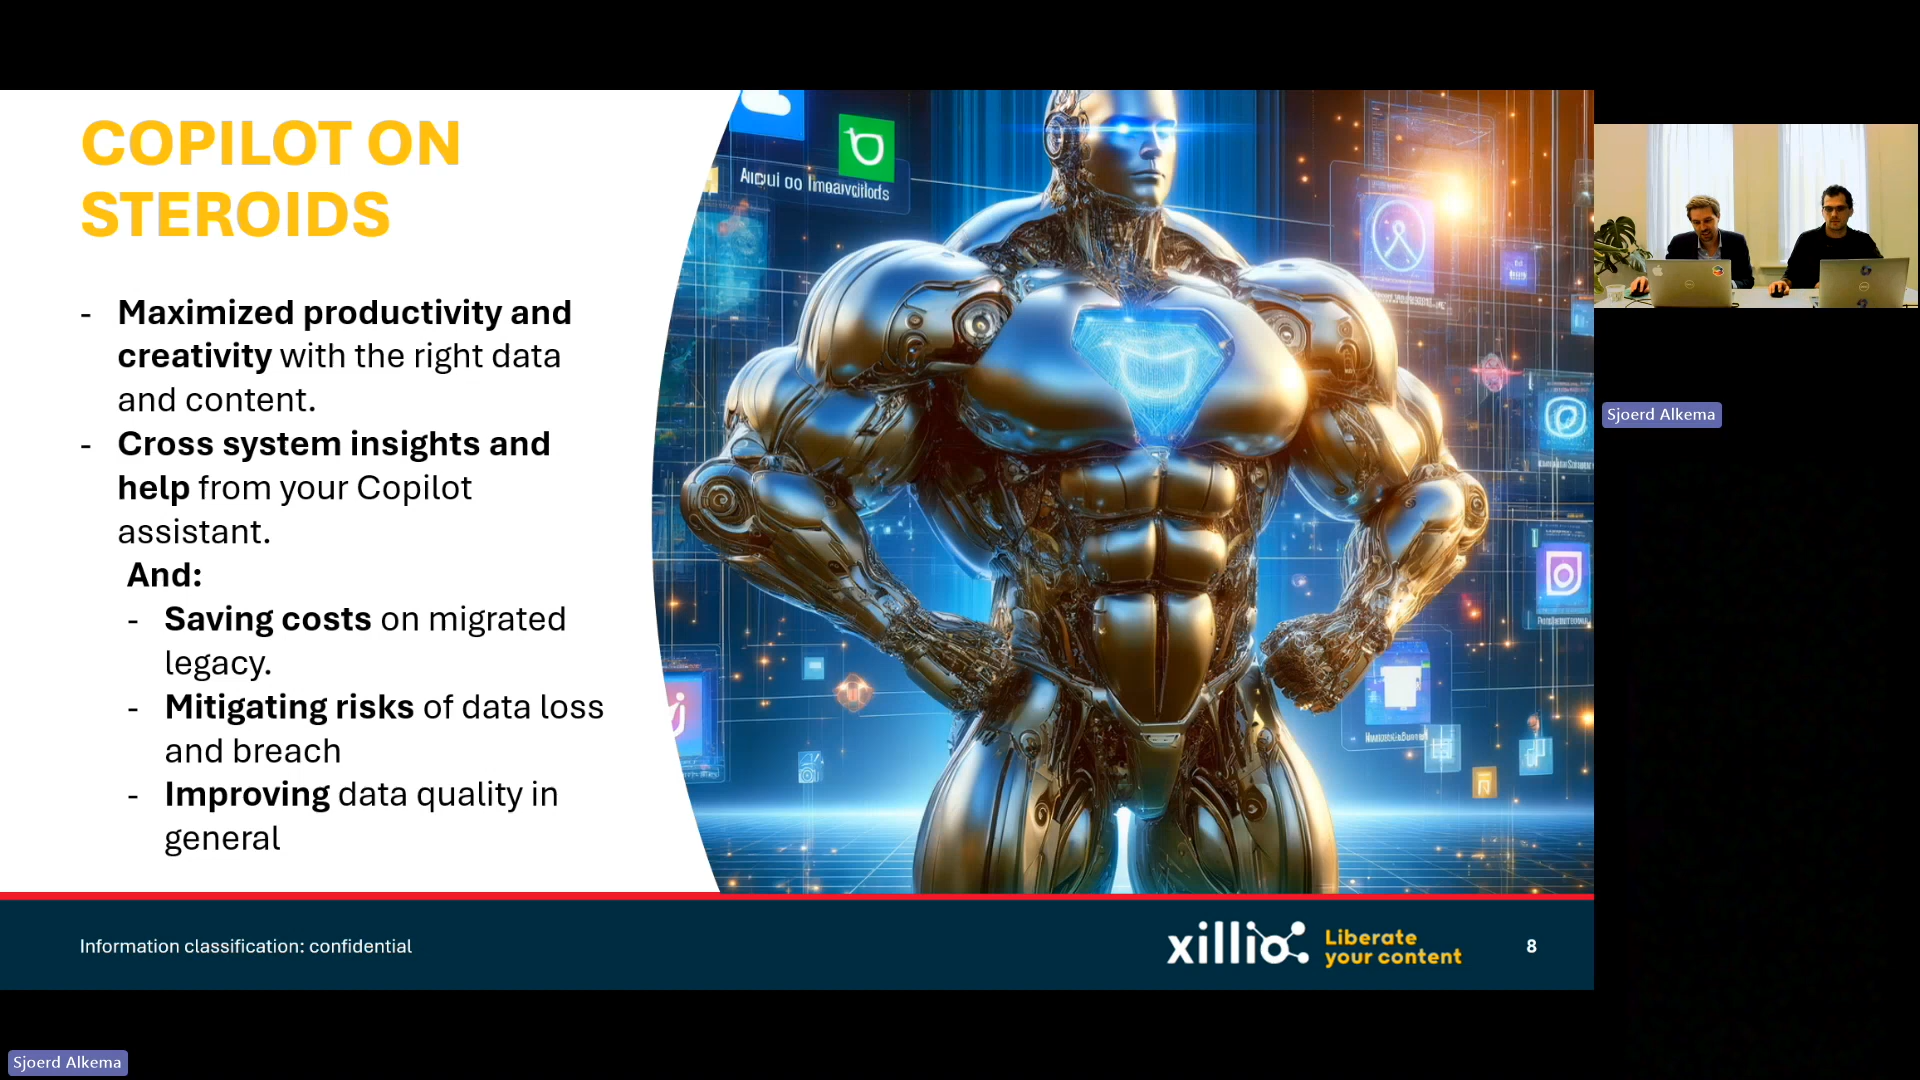 COPILOT ON
STEROIDS
- Maximized productivity and
creativity with the right data
and content.
- Cross system insights and
help from your Copilot
assistant.
And:
- Saving costs on migrated
legacy.
- Mitigating risks of data loss
and breach
- Improving data quality in
general
Information classification: confidential
xillio
Liberate
your content
8
Sjoerd Alkema
Sjoerd Alkema